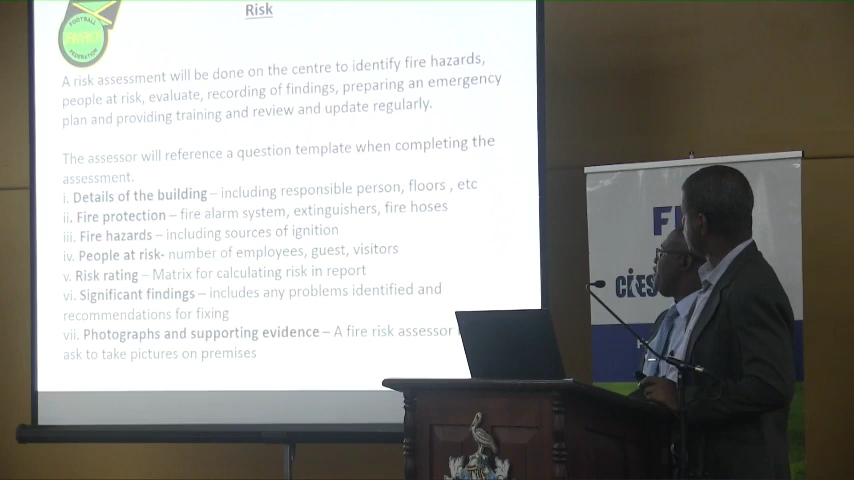 Risk
FOOTBALL
FEDERATION
A risk assessment will be done on the centre to identify fire hazards,
people at risk, evaluate, recording of findings, preparing an emergency
plan and providing training and review and update regularly.
The assessor will reference a question template when completing the
assessment.
i. Details of the building – including responsible person, floors , etc
ii. Fire protection – fire alarm system, extinguishers, fire hoses
iii. Fire hazards – including sources of ignition
iv. People at risk- number of employees, guest, visitors
v. Risk rating – Matrix for calculating risk in report
vi. Significant findings – includes any problems identified and
recommendations for fixing
vii. Photographs and supporting evidence – A fire risk assessor
ask to take pictures on premises